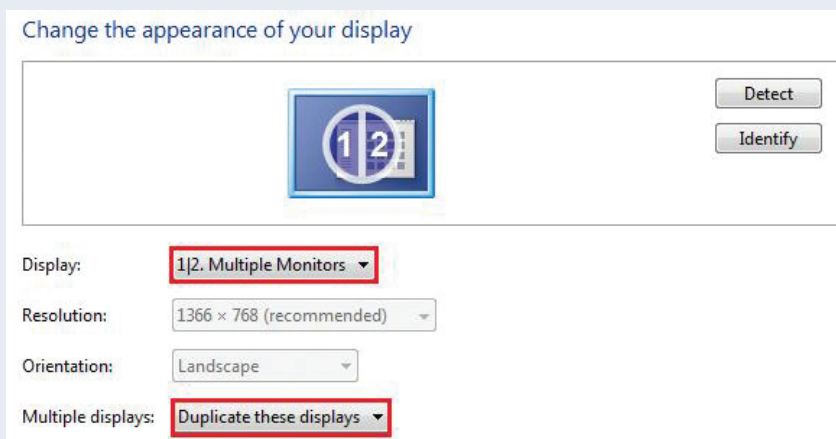 Change the appearance of your display
1|2
Detect
Identify
Display: 1|2. Multiple Monitors
Resolution: 1366 × 768 (recommended)
Orientation: Landscape
Multiple displays: Duplicate these displays